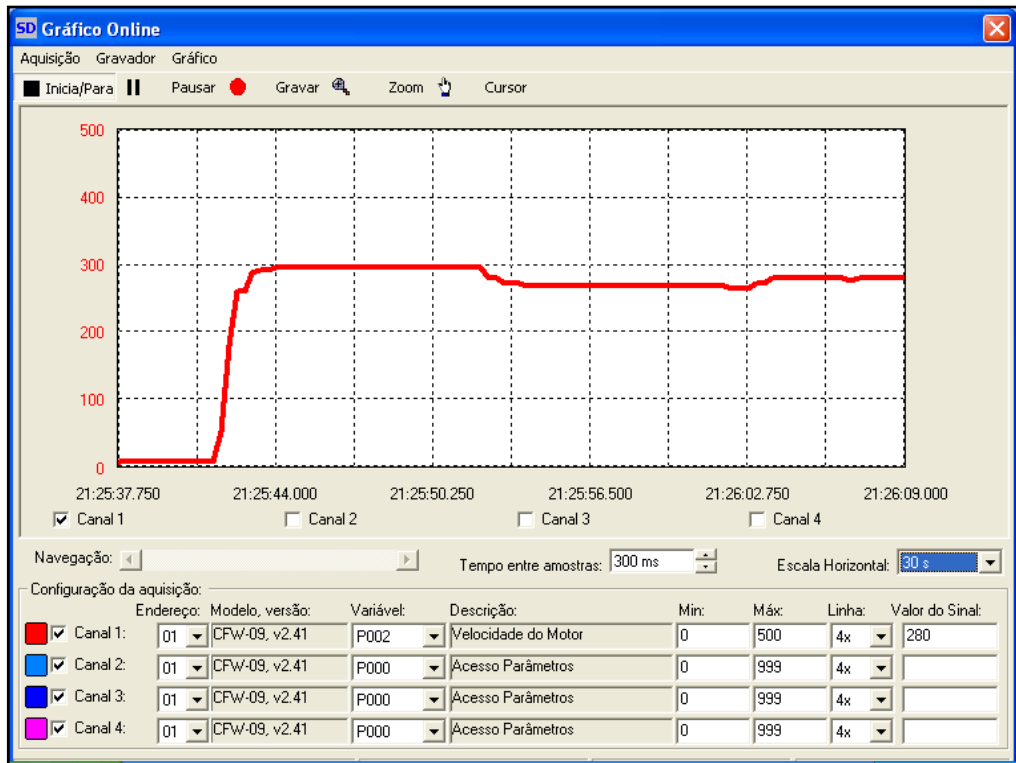 SD Gráfico Online
Aquisição Gravador Gráfico
Inicia/Para Pausar Gravar Zoom Cursor
500
400
300
200
100
0
21:25:37.750 21:25:44.000 21:25:50.250 21:25:56.500 21:26:02.750 21:26:09.000
Canal 1 Canal 2 Canal 3 Canal 4
Navegação: Tempo entre amostras: 300 ms Escala Horizontal: 30 s
Configuração da aquisição:
Endereço: Modelo, versão: Variável: Descrição: Min: Máx: Linha: Valor do Sinal:
Canal 1: 01 CFW-09, v2.41 P002 Velocidade do Motor 0 500 4x 280
Canal 2: 01 CFW-09, v2.41 P000 Acesso Parâmetros 0 999 4x
Canal 3: 01 CFW-09, v2.41 P000 Acesso Parâmetros 0 999 4x
Canal 4: 01 CFW-09, v2.41 P000 Acesso Parâmetros 0 999 4x